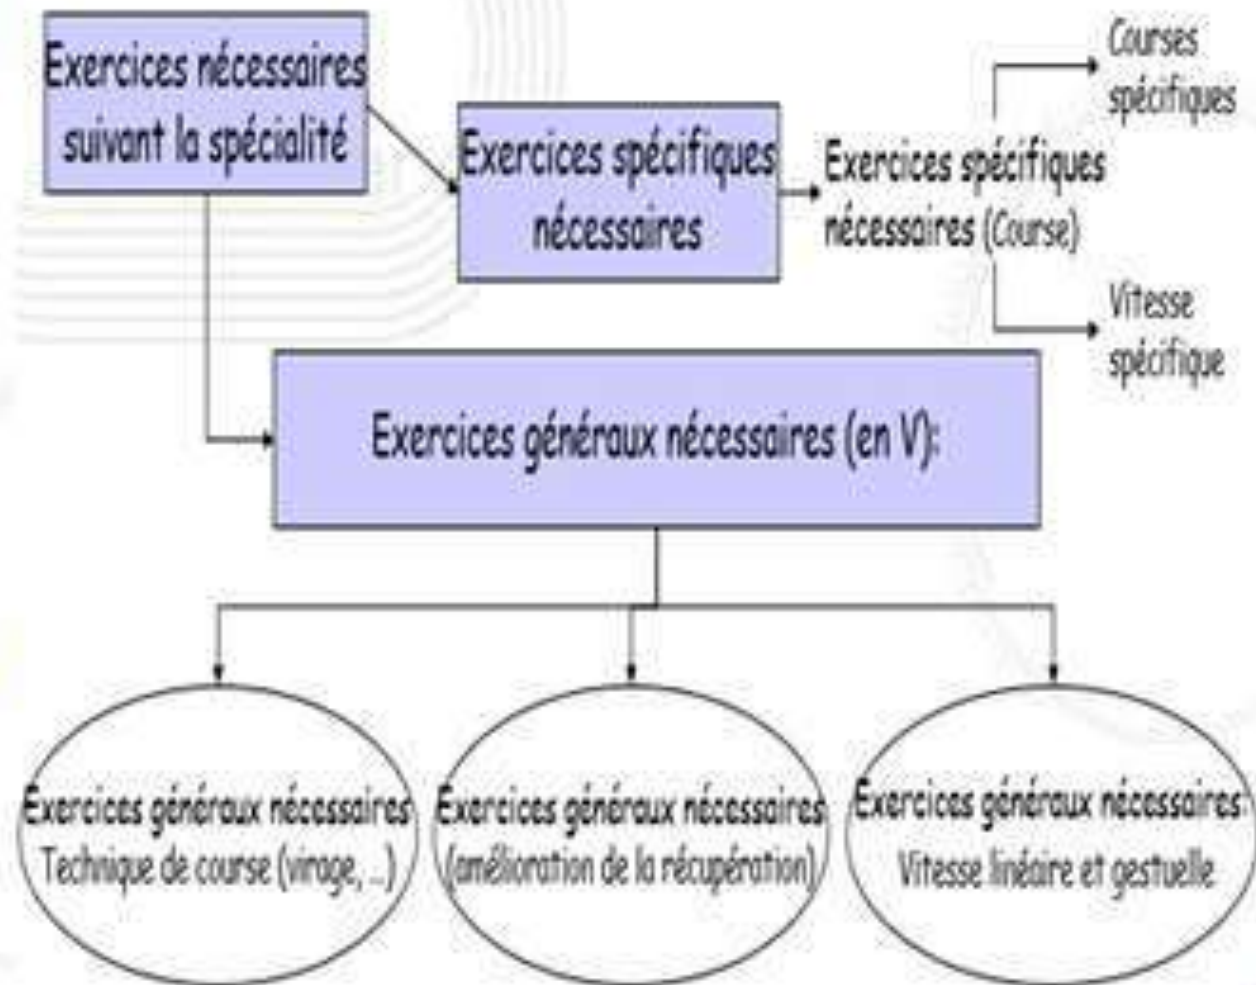 Exercices nécessaires
suivant la spécialité
Exercices spécifiques
nécessaires
Exercices spécifiques
nécessaires (Course)
Courses
spécifiques
Vitesse
spécifique
Exercices généraux nécessaires (en V):
Exercices généraux nécessaires
Technique de course (virage, ...)
Exercices généraux nécessaires
(amélioration de la récupération)
Exercices généraux nécessaires:
Vitesse linéaire et gestuelle